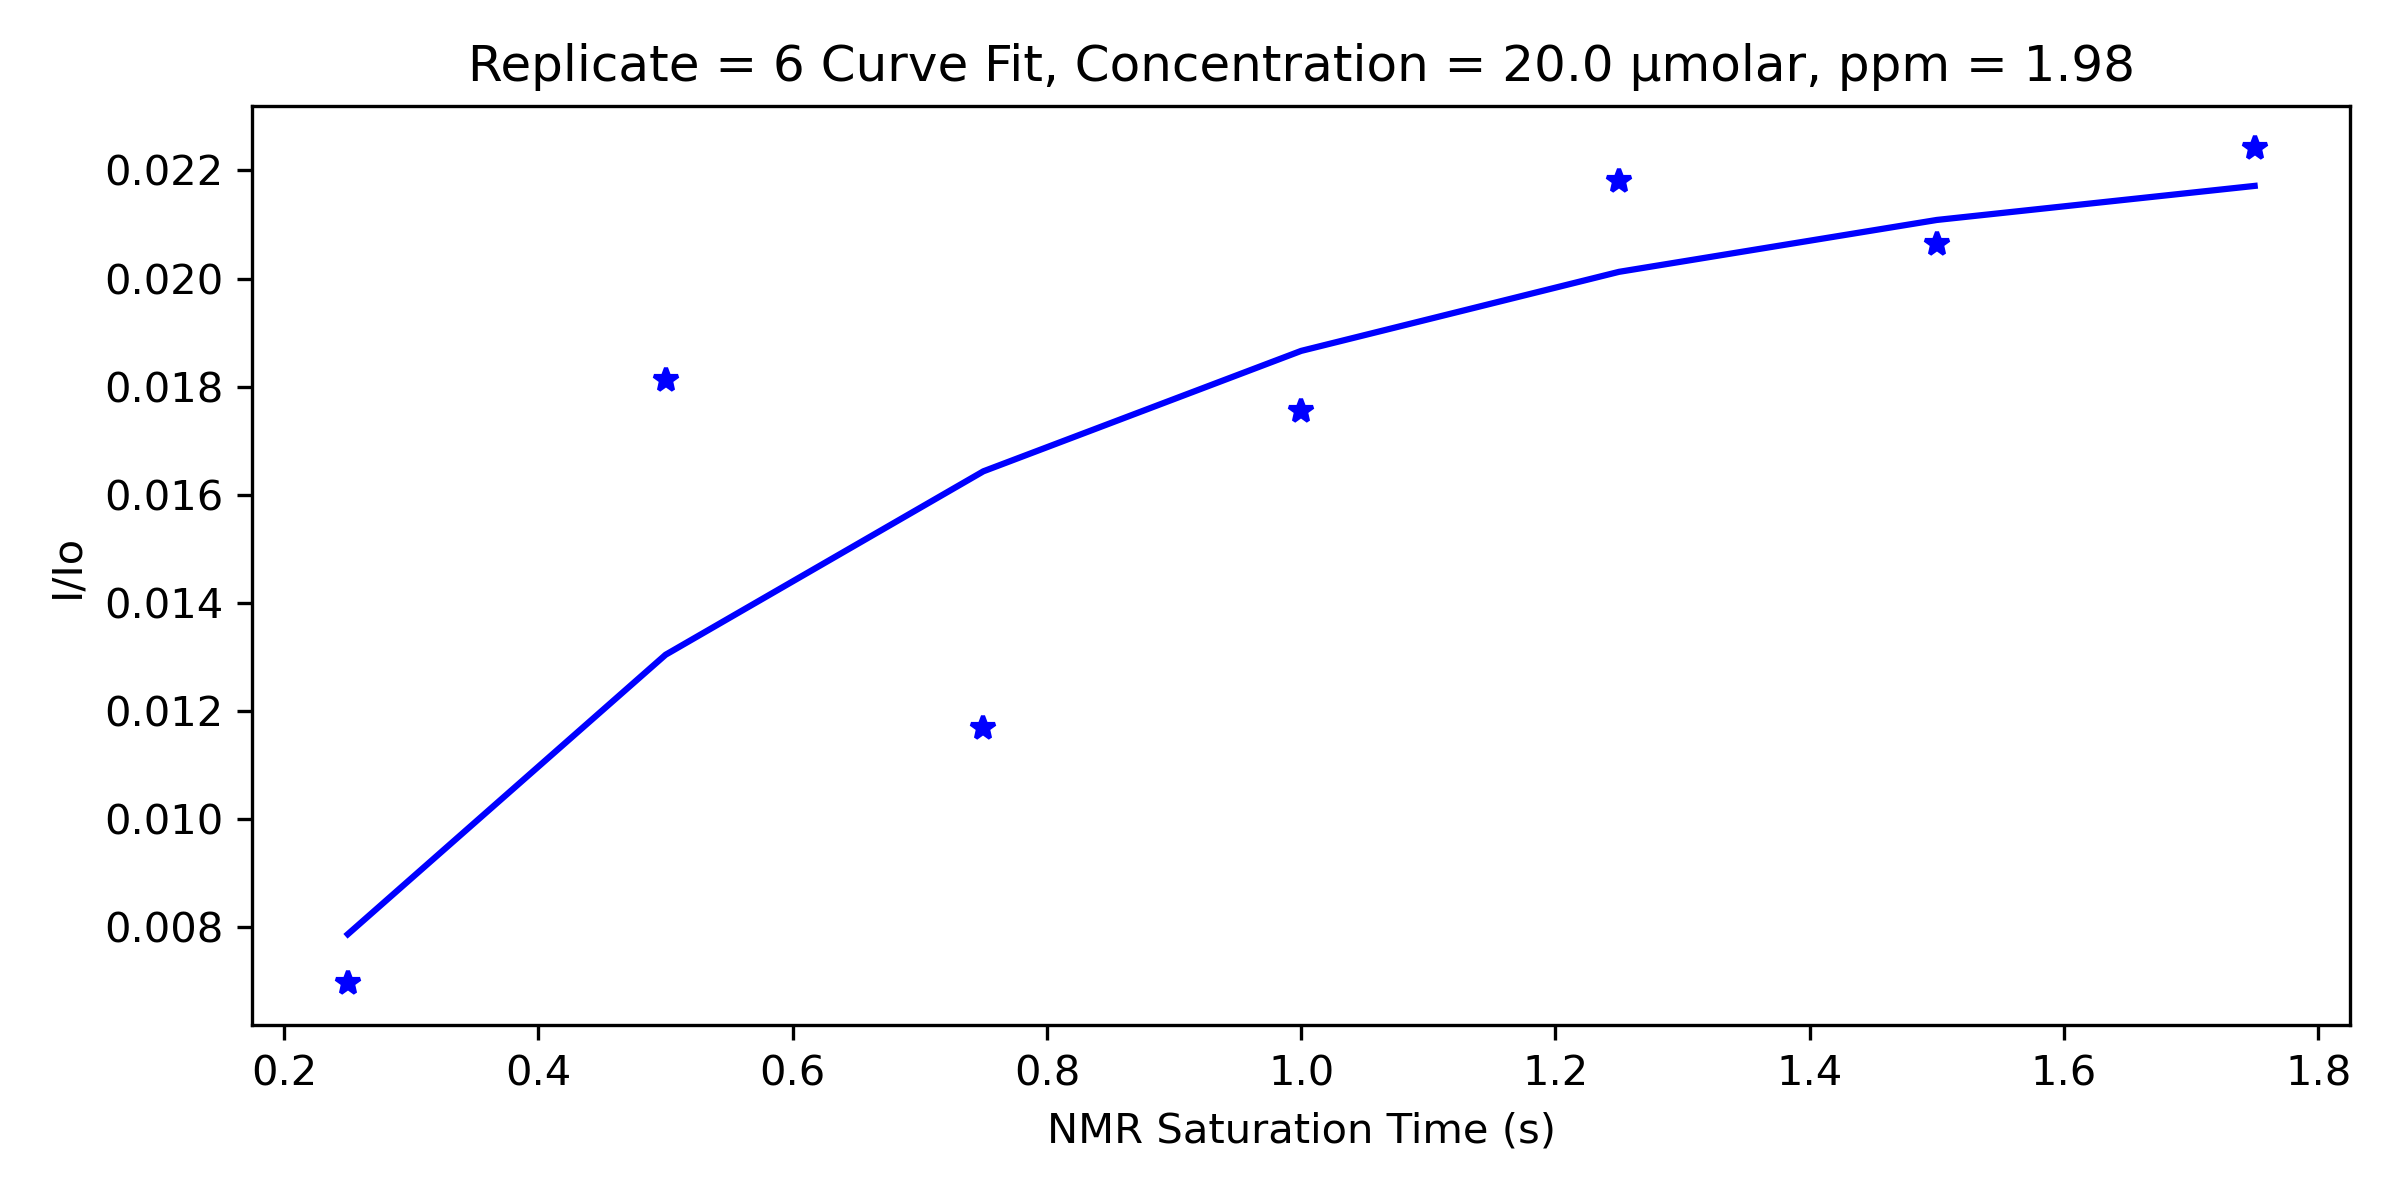 Replicate = 6 Curve Fit, Concentration = 20.0 µmolar, ppm = 1.98
0.022
0.020
0.018
0.016
0.014
0.012
0.010
0.008
I/Io
0.2 0.4 0.6 0.8 1.0 1.2 1.4 1.6 1.8
NMR Saturation Time (s)